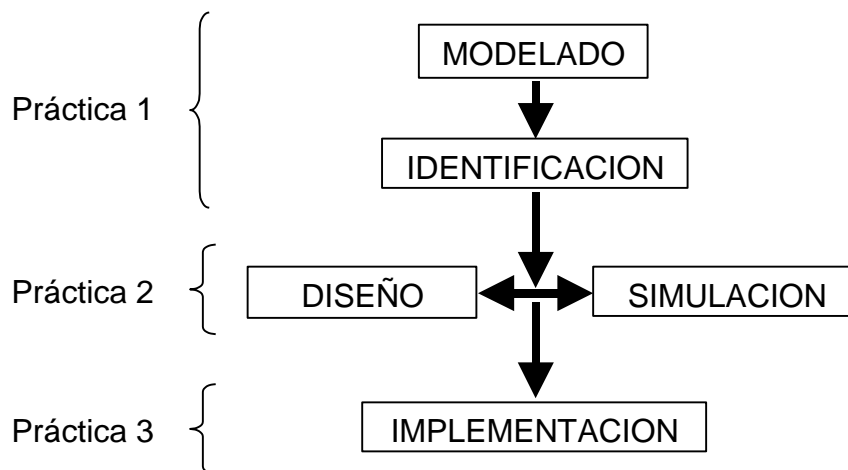 MODELADO
Práctica 1
IDENTIFICACION
Práctica 2
DISEÑO
SIMULACION
Práctica 3
IMPLEMENTACION